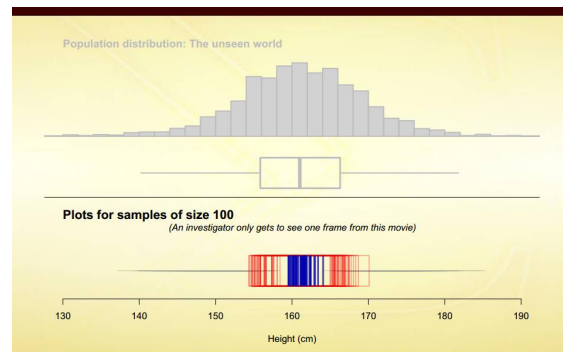 Population distribution: The unseen world
Plots for samples of size 100
(An investigator only gets to see one frame from this movie)
130 140 150 160 170 180 190
Height (cm)